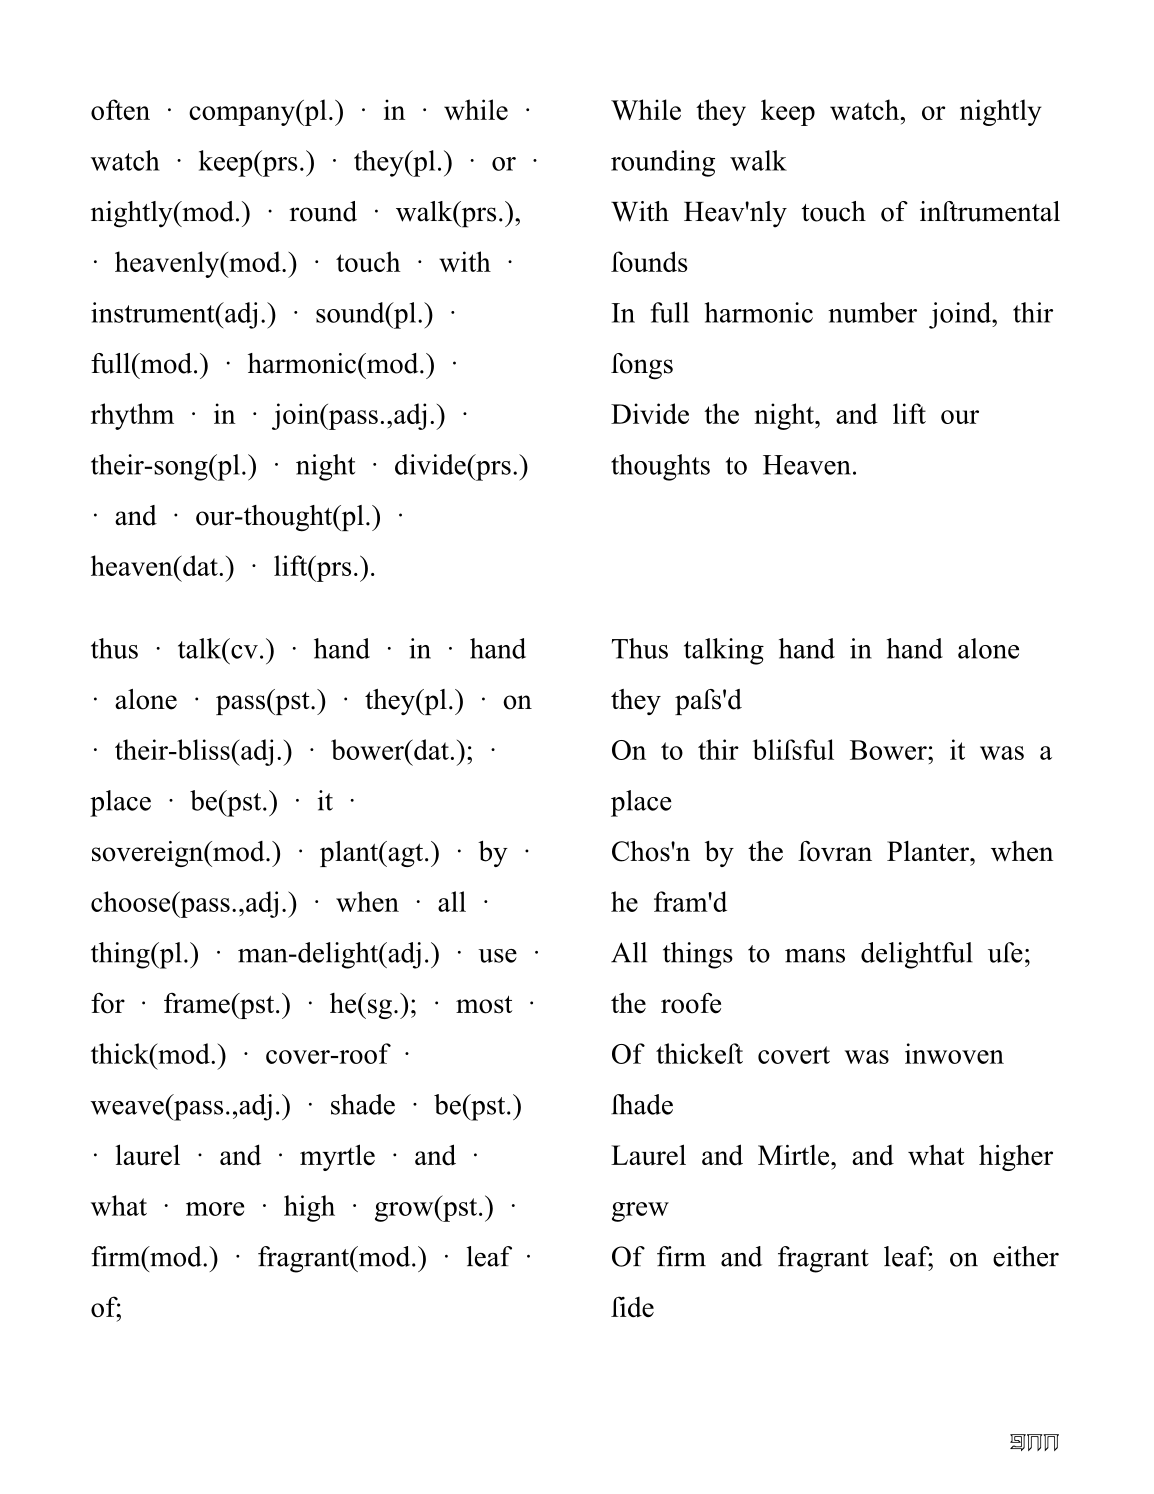 often · company(pl.) · in · while ·
watch · keep(prs.) · they(pl.) · or ·
nightly(mod.) · round · walk(prs.),
· heavenly(mod.) · touch · with ·
instrument(adj.) · sound(pl.) ·
full(mod.) · harmonic(mod.) ·
rhythm · in · join(pass.,adj.) ·
their-song(pl.) · night · divide(prs.)
· and · our-thought(pl.) ·
heaven(dat.) · lift(prs.).
While they keep watch, or nightly
rounding walk
With Heav'nly touch of inſtrumental
ſounds
In full harmonic number joind, thir
ſongs
Divide the night, and lift our
thoughts to Heaven.
thus · talk(cv.) · hand · in · hand
· alone · pass(pst.) · they(pl.) · on
· their-bliss(adj.) · bower(dat.); ·
place · be(pst.) · it ·
sovereign(mod.) · plant(agt.) · by ·
choose(pass.,adj.) · when · all ·
thing(pl.) · man-delight(adj.) · use ·
for · frame(pst.) · he(sg.); · most ·
thick(mod.) · cover-roof ·
weave(pass.,adj.) · shade · be(pst.)
· laurel · and · myrtle · and ·
what · more · high · grow(pst.) ·
firm(mod.) · fragrant(mod.) · leaf ·
of;
Thus talking hand in hand alone
they paſs'd
On to thir bliſsful Bower; it was a
place
Chos'n by the ſovran Planter, when
he fram'd
All things to mans delightful uſe;
the roofe
Of thickeſt covert was inwoven
ſhade
Laurel and Mirtle, and what higher
grew
Of firm and fragrant leaf; on either
ſide